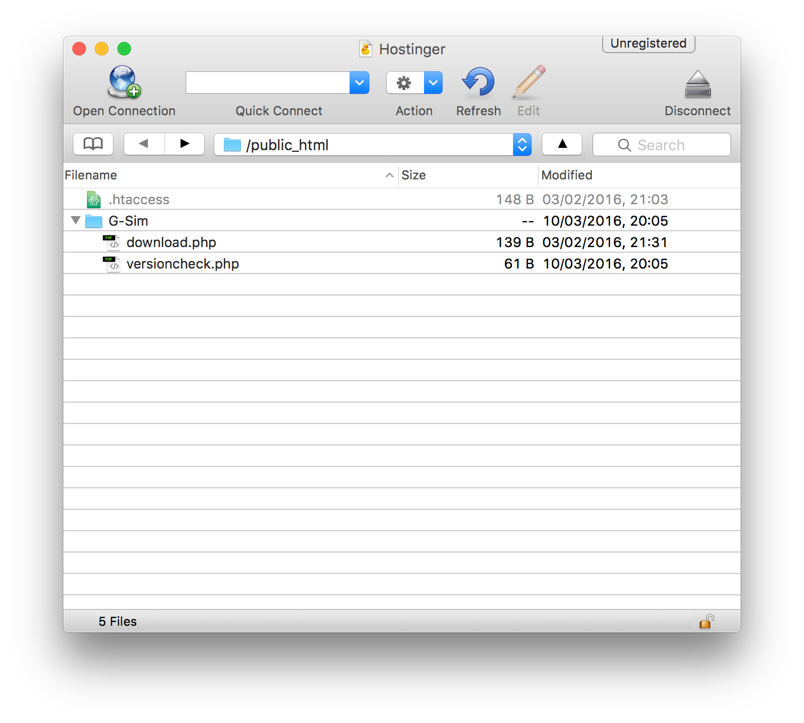 Hostinger
Unregistered
Open Connection
Quick Connect
Action
Refresh
Edit
Disconnect
/public_html
Search
Filename Size Modified
.htaccess 148 B 03/02/2016, 21:03
G-Sim -- 10/03/2016, 20:05
download.php 139 B 03/02/2016, 21:31
versioncheck.php 61 B 10/03/2016, 20:05
5 Files